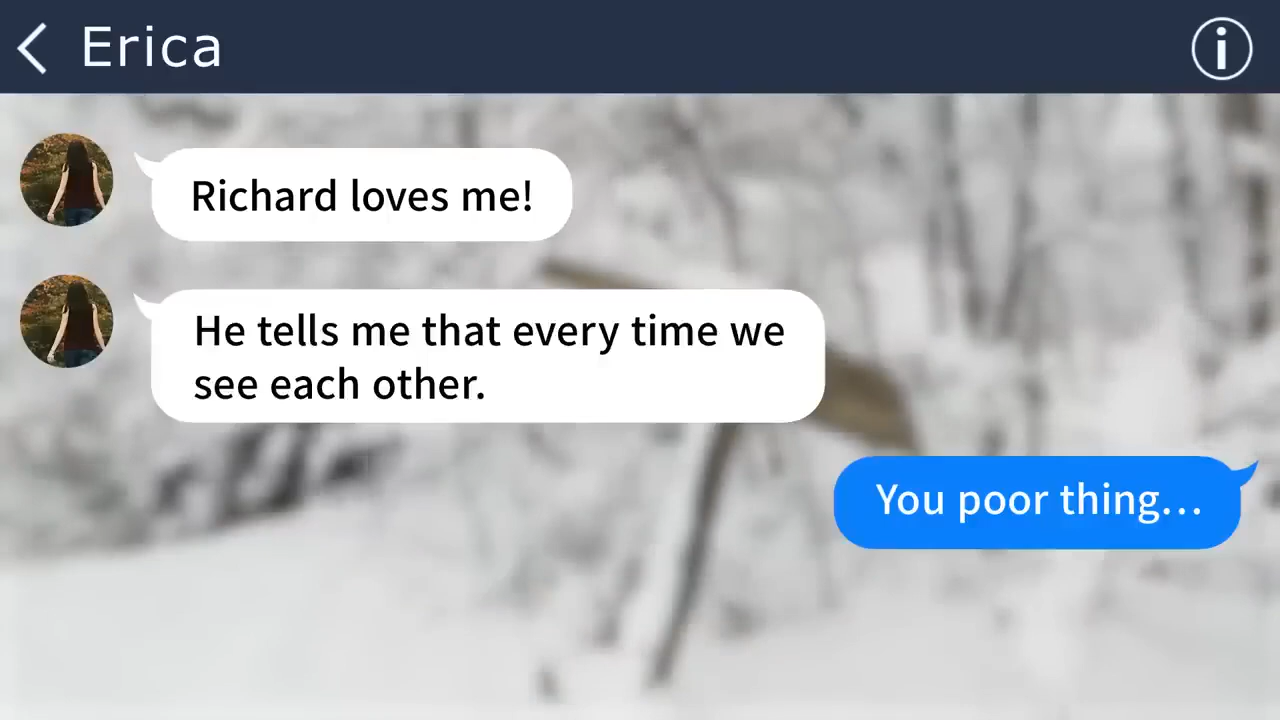 Erica
Richard loves me!
He tells me that every time we
see each other.
You poor thing...